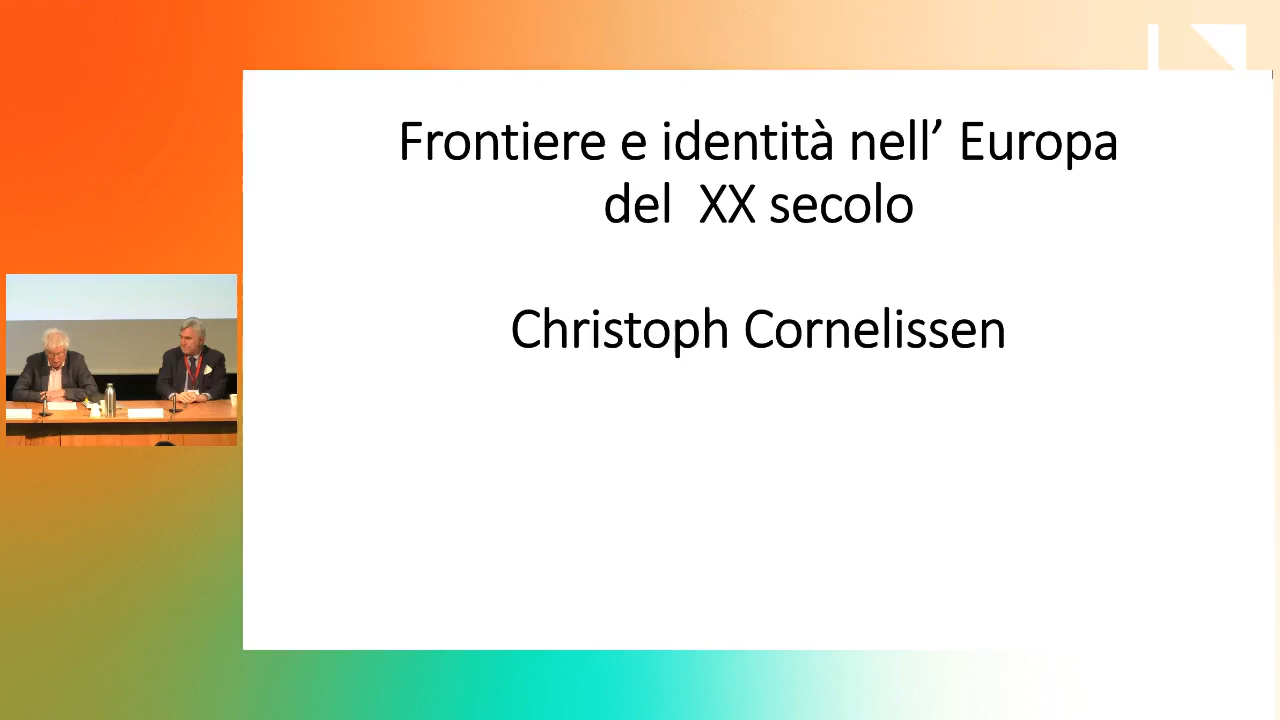 Frontiere e identità nell’ Europa
del  XX secolo
Christoph Cornelissen